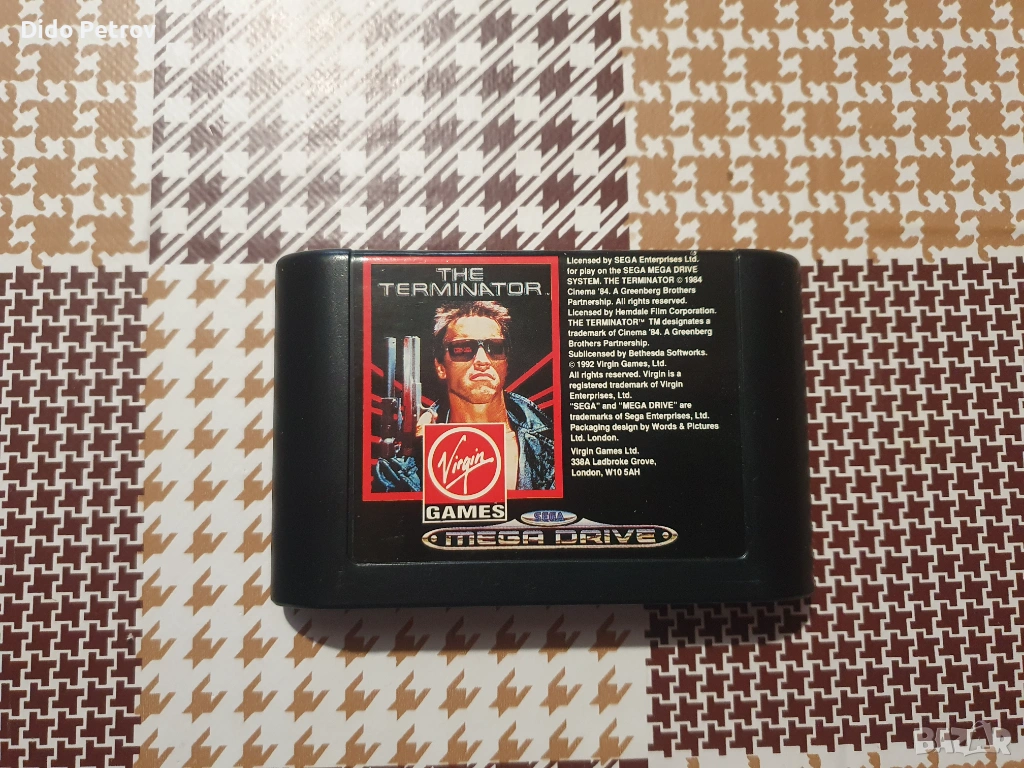 Dido Petrov
THE
TERMINATOR
Virgin
GAMES
Licensed by SEGA Enterprises Ltd.
for play on the SEGA MEGA DRIVE
SYSTEM. THE TERMINATOR © 1984
Cinema '84. A Greenberg Brothers
Partnership. All rights reserved.
Licensed by Hemdale Film Corporation.
THE TERMINATOR™ TM designates a
trademark of Cinema '84. A Greenberg
Brothers Partnership.
Sublicensed by Bethesda Softworks.
© 1992 Virgin Games, Ltd.
All rights reserved. Virgin is a
registered trademark of Virgin
Enterprises, Ltd.
"SEGA" and "MEGA DRIVE" are
trademarks of Sega Enterprises, Ltd.
Packaging design by Words & Pictures
Ltd. London.
Virgin Games Ltd.
338A Ladbroke Grove,
London, W10 5AH
SEGA
MEGA DRIVE
BAZAR